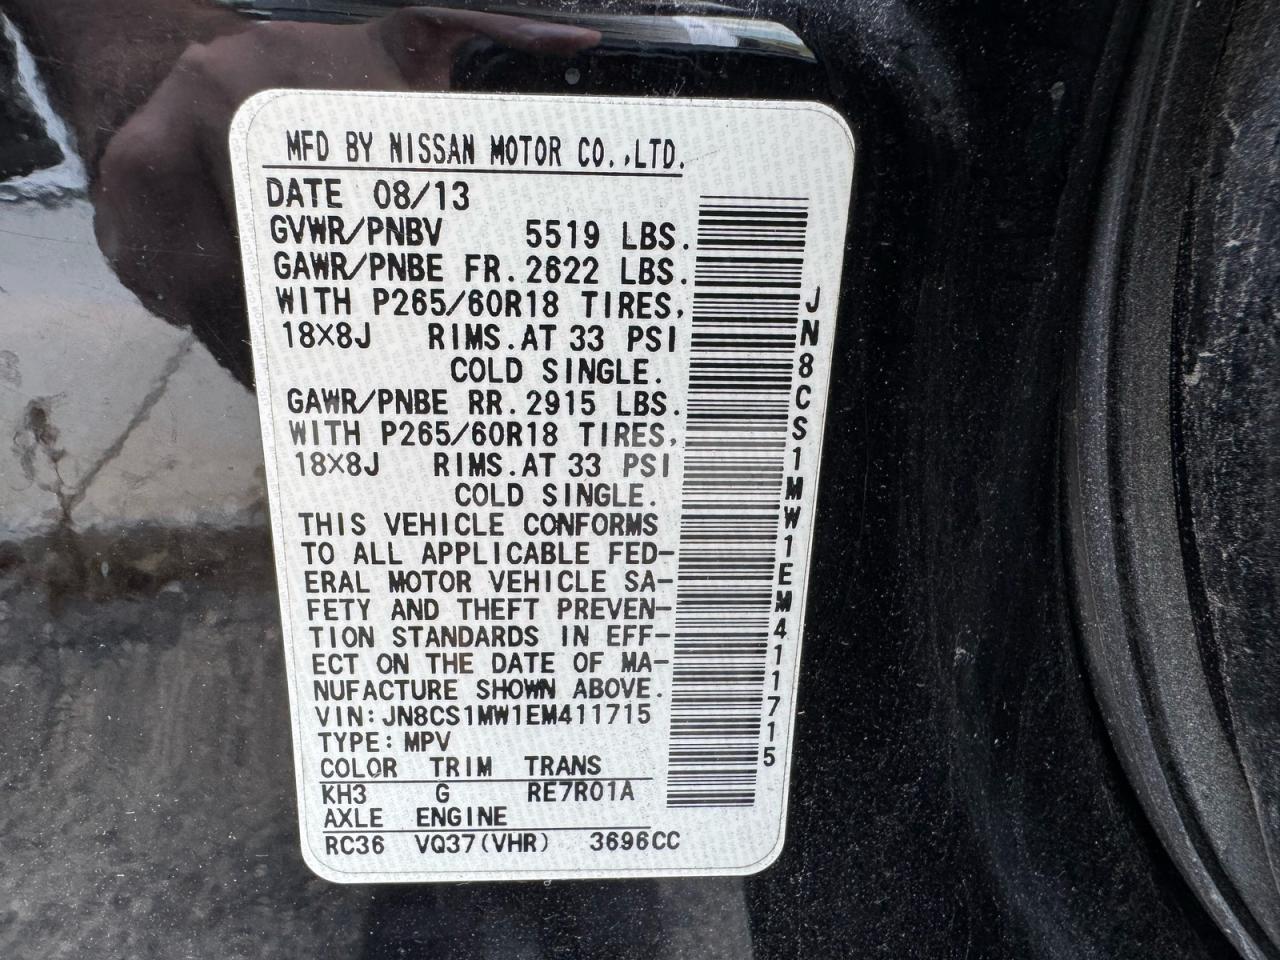 MFD BY NISSAN MOTOR CO.,LTD.
DATE 08/13
GVWR/PNBV 5519 LBS.
GAWR/PNBE FR.2622 LBS.
WITH P265/60R18 TIRES,
18X8J RIMS.AT 33 PSI
COLD SINGLE.
GAWR/PNBE RR.2915 LBS.
WITH P265/60R18 TIRES,
18X8J RIMS.AT 33 PSI
COLD SINGLE.
THIS VEHICLE CONFORMS
TO ALL APPLICABLE FED-
ERAL MOTOR VEHICLE SA-
FETY AND THEFT PREVEN-
TION STANDARDS IN EFF-
ECT ON THE DATE OF MA-
NUFACTURE SHOWN ABOVE.
VIN:JN8CS1MW1EM411715
TYPE:MPV
COLOR TRIM TRANS
KH3 G RE7R01A
AXLE ENGINE
RC36 VQ37(VHR) 3696CC
JN8CS1MW1EM411715